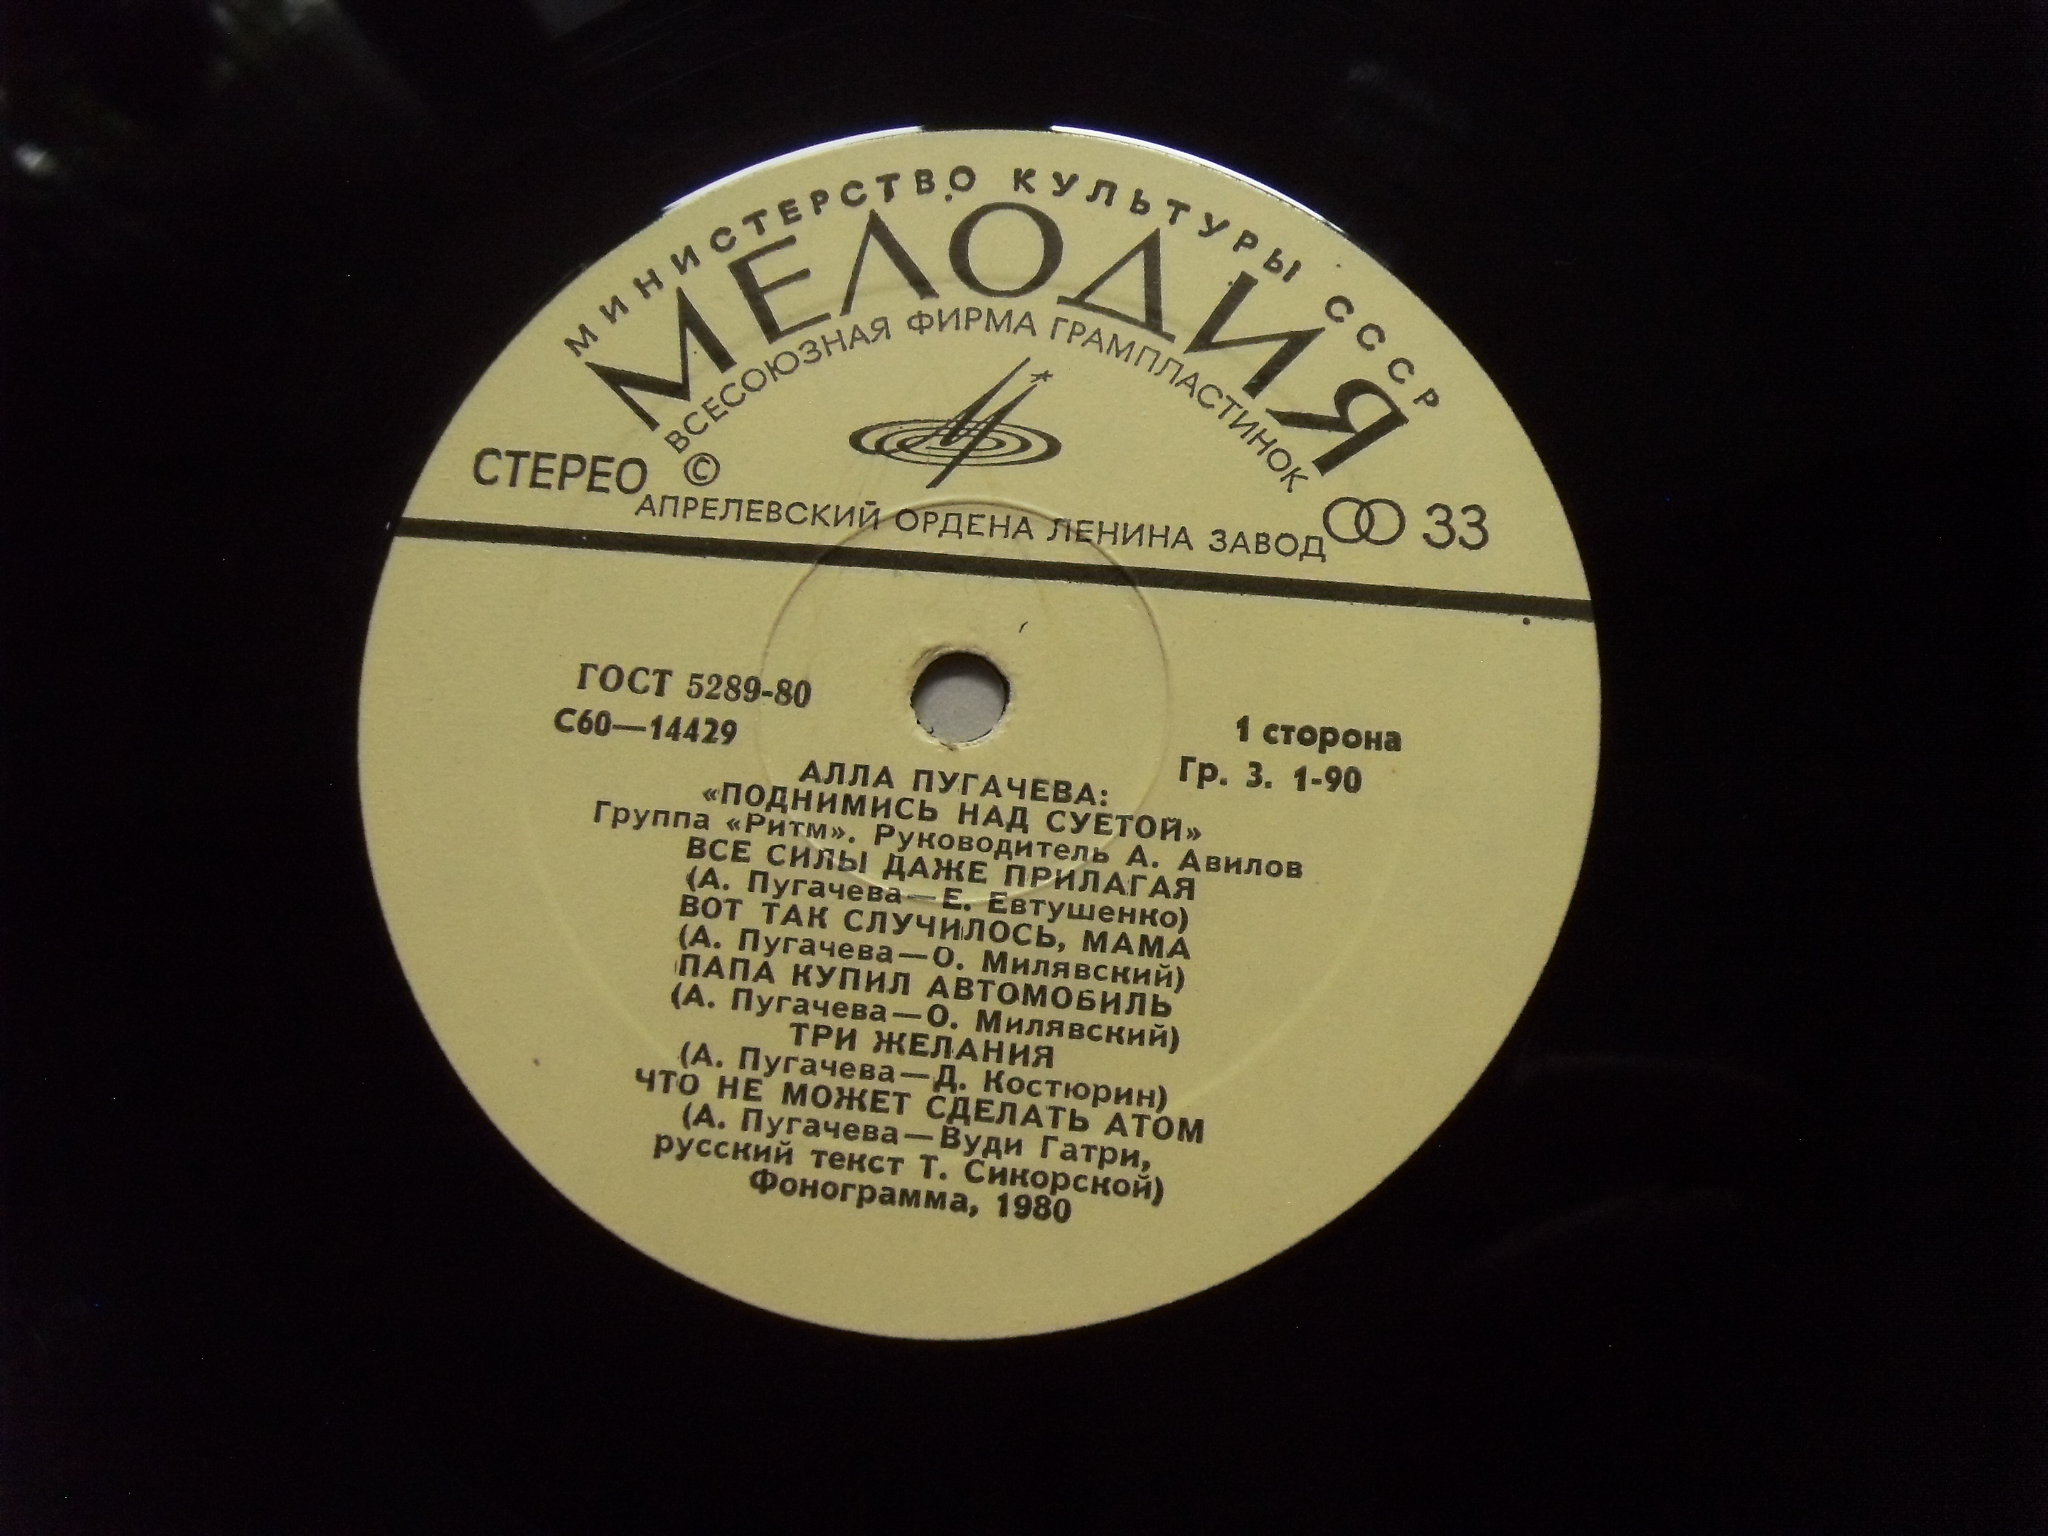 МИНИСТЕРСТВО КУЛЬТУРЫ СССР
МЕЛОДИЯ
ВСЕСОЮЗНАЯ ФИРМА ГРАМПЛАСТИНОК
СТЕРЕО ©
33
АПРЕЛЕВСКИЙ ОРДЕНА ЛЕНИНА ЗАВОД
ГОСТ 5289-80
С60—14429
1 сторона
Гр. 3. 1-90
АЛЛА ПУГАЧЕВА:
«ПОДНИМИСЬ НАД СУЕТОЙ»
Группа «Ритм». Руководитель А. Авилов
ВСЕ СИЛЫ ДАЖЕ ПРИЛАГАЯ
(А. Пугачева—Е. Евтушенко)
ВОТ ТАК СЛУЧИЛОСЬ, МАМА
(А. Пугачева—О. Милявский)
ПАПА КУПИЛ АВТОМОБИЛЬ
(А. Пугачева—О. Милявский)
ТРИ ЖЕЛАНИЯ
(А. Пугачева—Д. Костюрин)
ЧТО НЕ МОЖЕТ СДЕЛАТЬ АТОМ
(А. Пугачева—Вуди Гатри,
русский текст Т. Сикорской)
Фонограмма, 1980